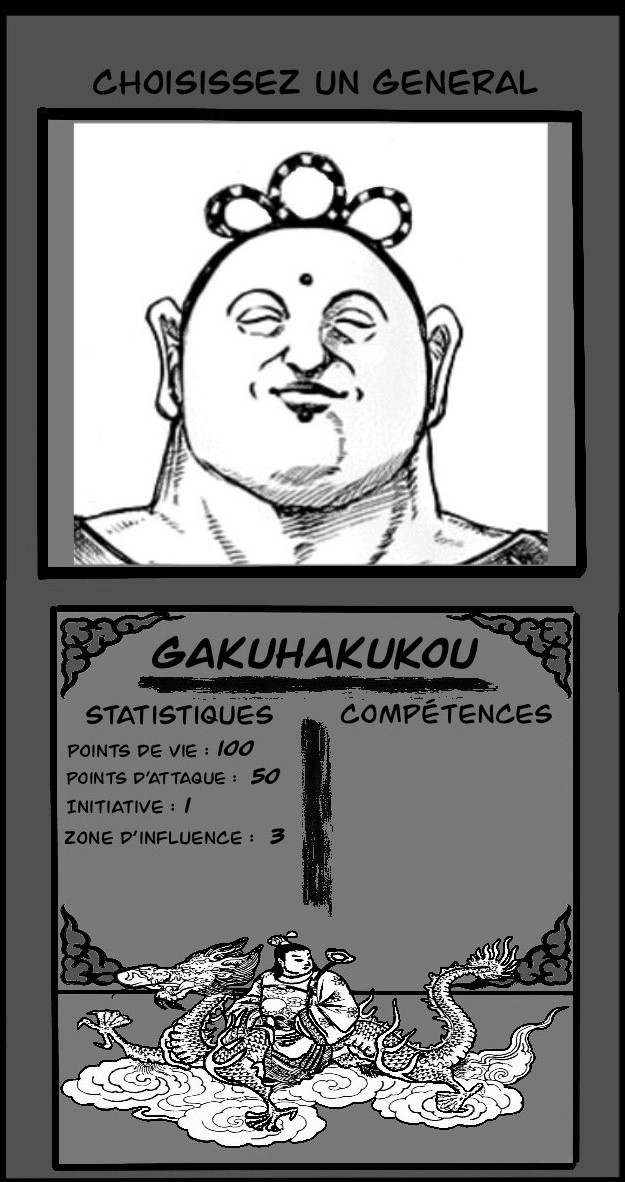 CHOISISSEZ UN GENERAL
GAKUHAKUKOU
STATISTIQUES
POINTS DE VIE : 100
POINTS D'ATTAQUE : 50
INITIATIVE : 1
ZONE D'INFLUENCE : 3
COMPÉTENCES